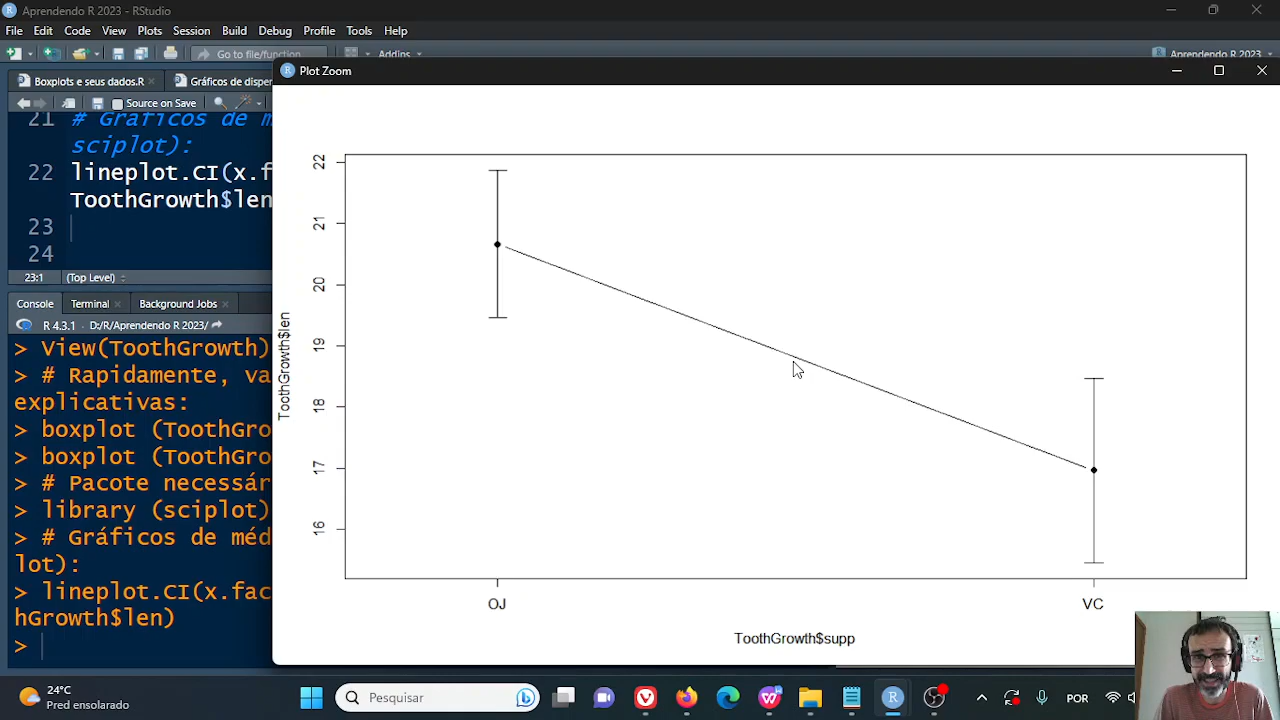 Aprendendo R 2023 - RStudio
File Edit Code View Plots Session Build Debug Profile Tools Help
Go to file/function Addins Aprendendo R 2023
Boxplots e seus dados.R Gráficos de disper
Source on Save
21 # Gráficos de m
sciplot):
22 lineplot.CI(x.f
ToothGrowth$len
23
24
23:1 (Top Level)
Console Terminal Background Jobs
R 4.3.1 · D:/R/Aprendendo R 2023/
> View(ToothGrowth)
> # Rapidamente, va
explicativas:
> boxplot (ToothGro
> boxplot (ToothGro
> # Pacote necessár
> library (sciplot)
> # Gráficos de méd
lot):
> lineplot.CI(x.fac
hGrowth$len)
>
Plot Zoom
22
21
20
19
18
17
16
ToothGrowth$len
OJ VC
ToothGrowth$supp
24°C
Pred ensolarado
Pesquisar
POR